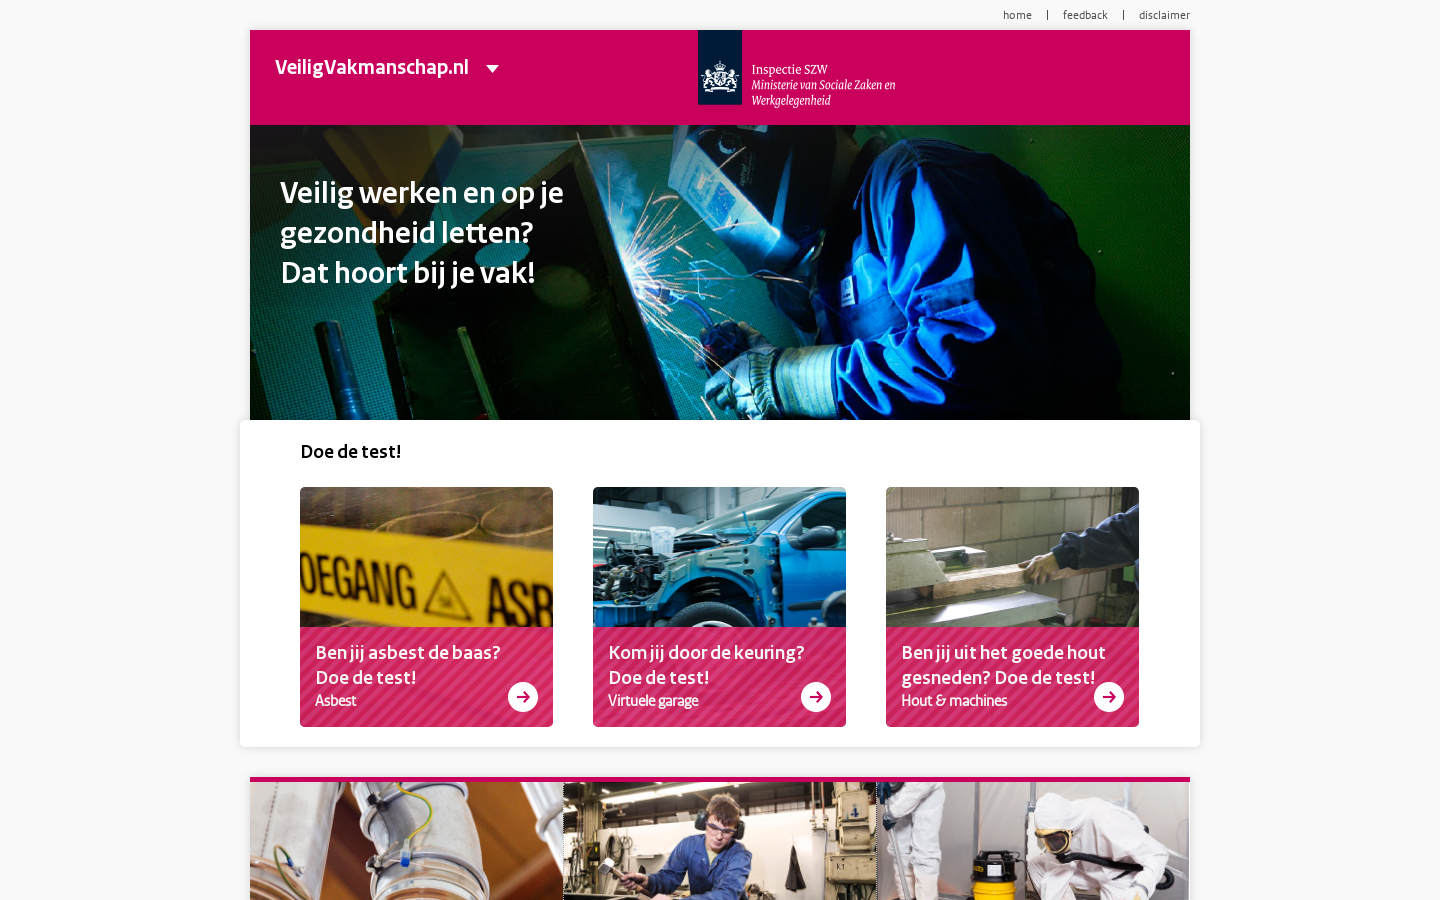 home
feedback
disclaimer
VeiligVakmanschap.nl
Inspectie SZW
Ministerie van Sociale Zaken en
Werkgelegenheid
Veilig werken en op je
gezondheid letten?
Dat hoort bij je vak!
Doe de test!
OEGANG ASB
Ben jij asbest de baas?
Doe de test!
Asbest
Kom jij door de keuring?
Doe de test!
Virtuele garage
Ben jij uit het goede hout
gesneden? Doe de test!
Hout & machines
K1